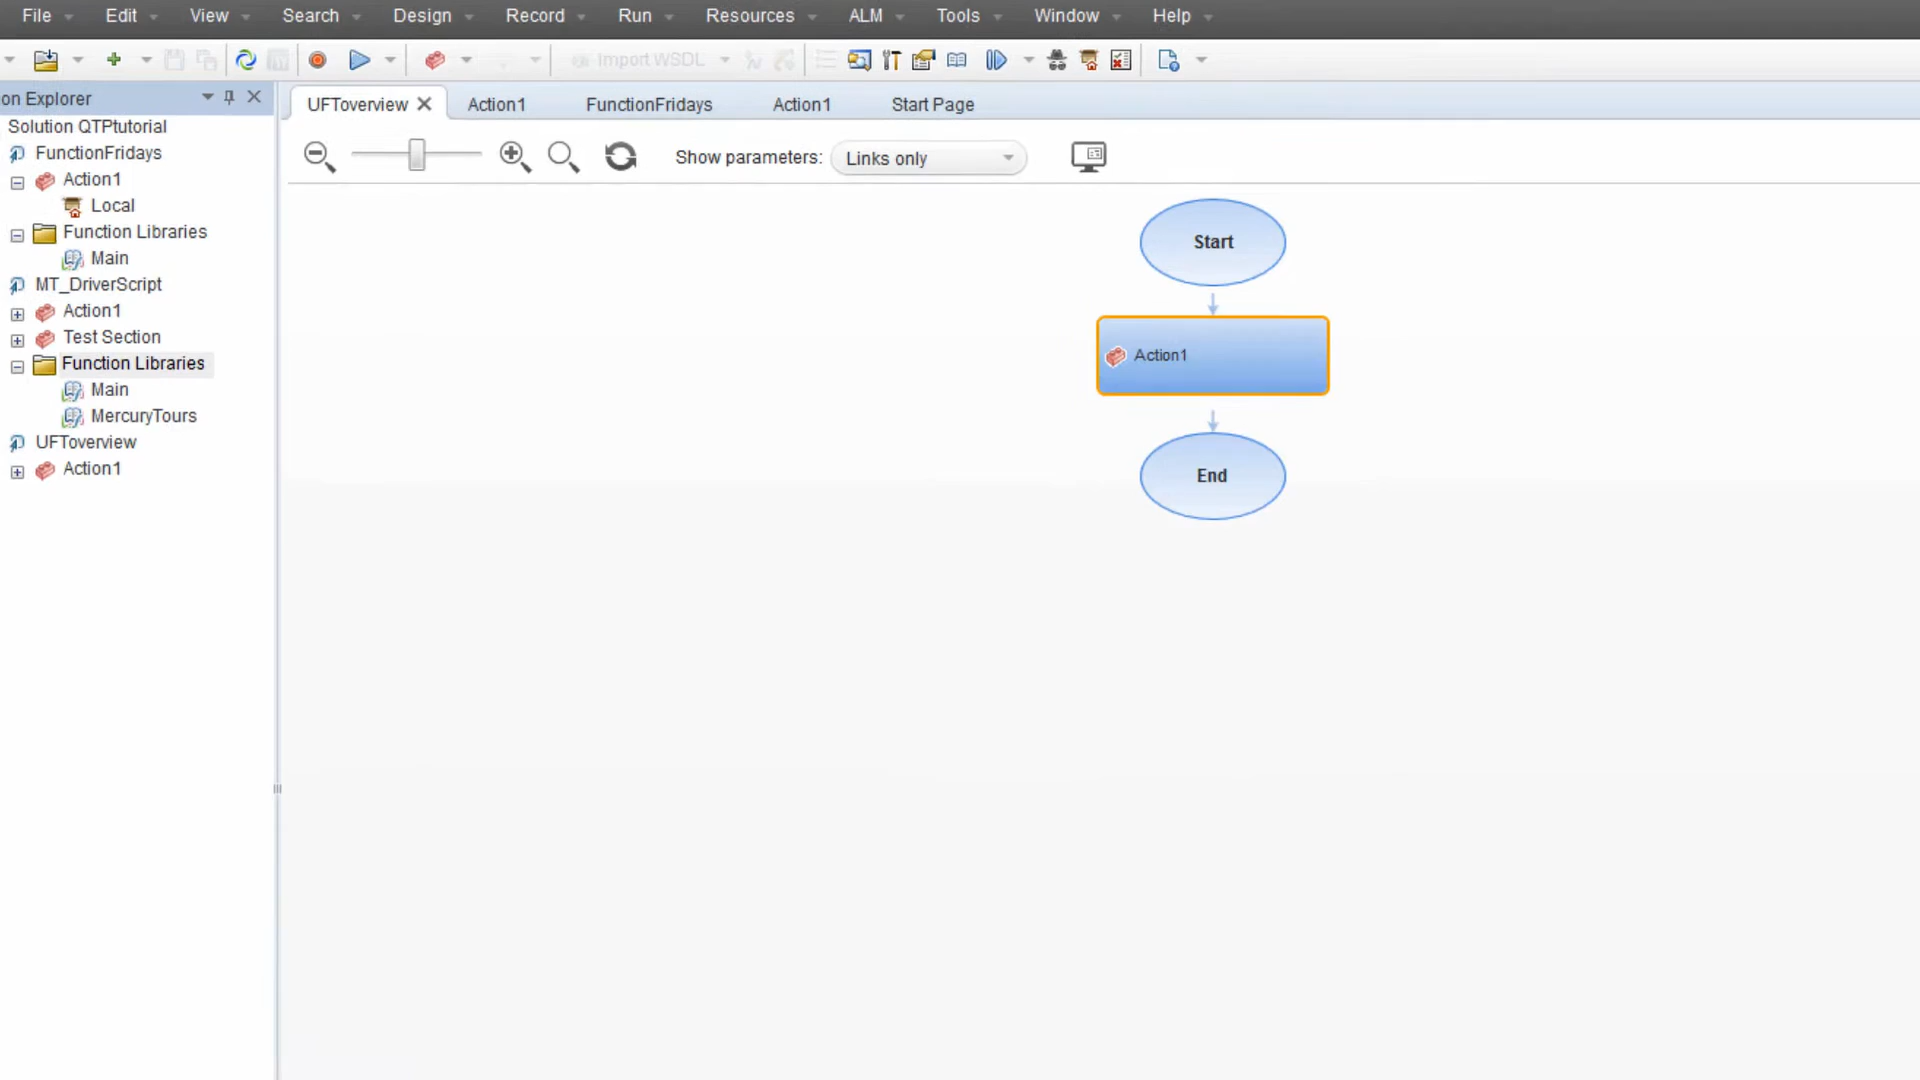 File Edit View Search Design Record Run Resources ALM Tools Window Help
Import WSDL
on Explorer
UFToverview Action1 FunctionFridays Action1 Start Page
Show parameters: Links only
Solution QTPtutorial
FunctionFridays
Action1
Local
Function Libraries
Main
MT_DriverScript
Action1
Test Section
Function Libraries
Main
MercuryTours
UFToverview
Action1
Start
Action1
End